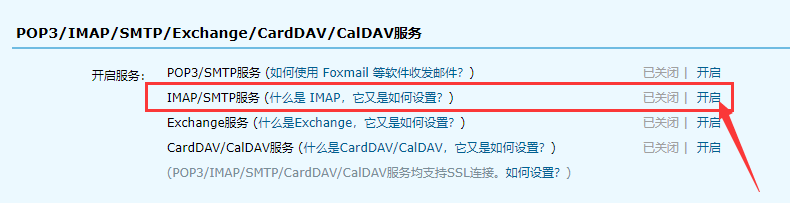 POP3/IMAP/SMTP/Exchange/CardDAV/CalDAV服务
开启服务： POP3/SMTP服务 (如何使用 Foxmail 等软件收发邮件？) 已关闭 | 开启
IMAP/SMTP服务 (什么是 IMAP，它又是如何设置？) 已关闭 | 开启
Exchange服务 (什么是Exchange，它又是如何设置？) 已关闭 | 开启
CardDAV/CalDAV服务 (什么是CardDAV/CalDAV，它又是如何设置？) 已关闭 | 开启
(POP3/IMAP/SMTP/CardDAV/CalDAV服务均支持SSL连接。如何设置？)